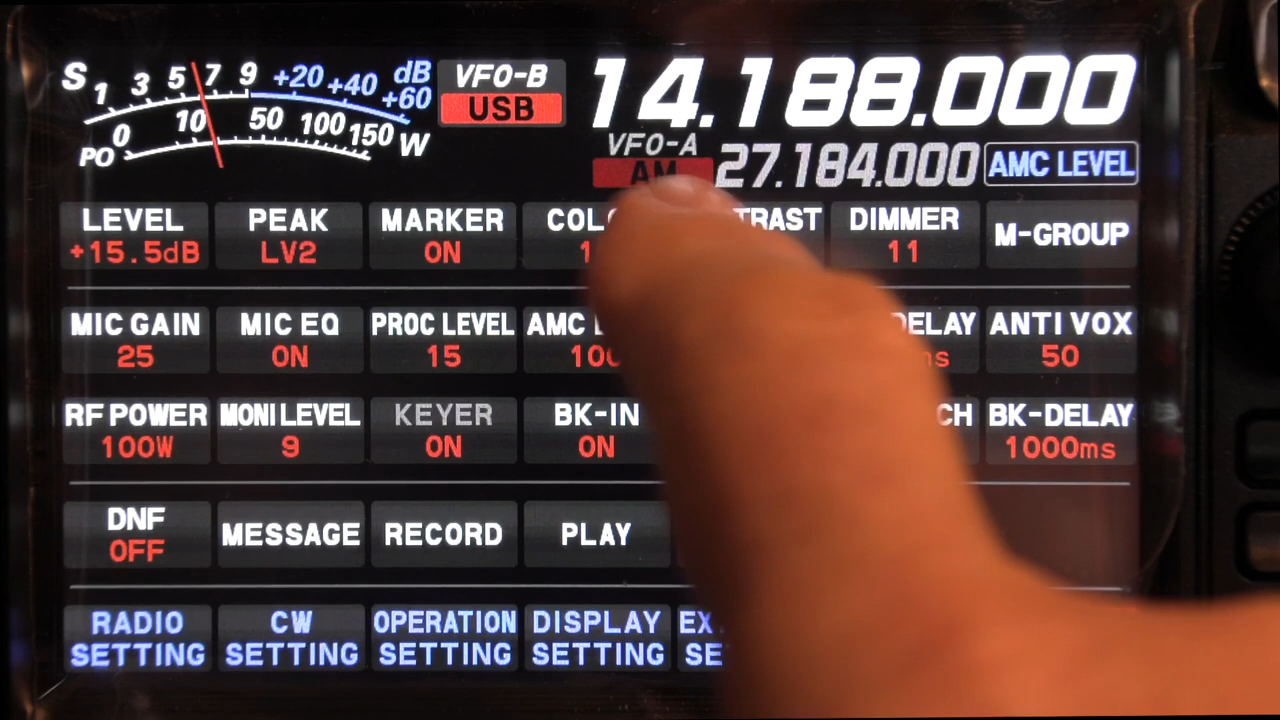 S 1 3 5 7 9 +20 +40 +60 dB
PO 0 10 50 100 150 W
VFO-B
USB
14.188.000
VFO-A
AM
27.184.000
AMC LEVEL
LEVEL PEAK MARKER DIMMER M-GROUP
+15.5dB LV2 ON 11
MIC GAIN MIC EQ PROC LEVEL AMC ANTI VOX
25 ON 15 50
RF POWER MONI LEVEL KEYER BK-IN BK-DELAY
100W 9 ON ON 1000ms
DNF
OFF
MESSAGE RECORD PLAY
RADIO CW OPERATION DISPLAY
SETTING SETTING SETTING SETTING